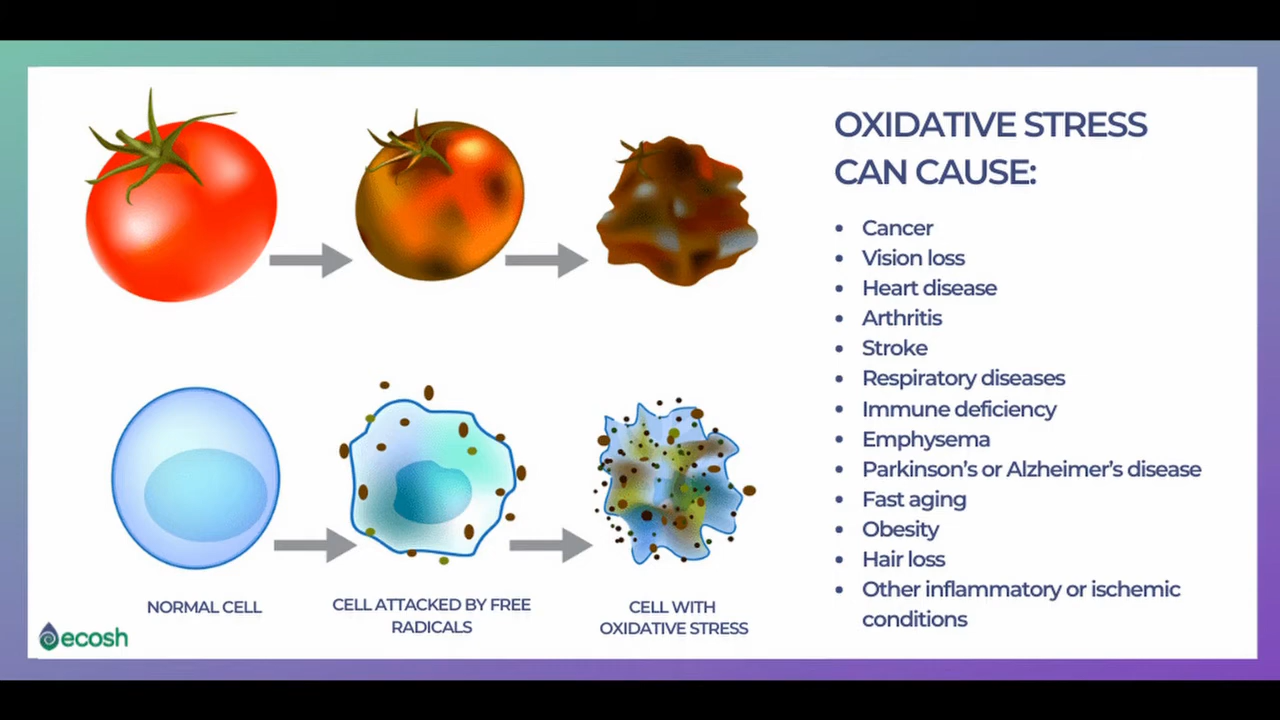 OXIDATIVE STRESS
CAN CAUSE:
• Cancer
• Vision loss
• Heart disease
• Arthritis
• Stroke
• Respiratory diseases
• Immune deficiency
• Emphysema
• Parkinson's or Alzheimer's disease
• Fast aging
• Obesity
• Hair loss
• Other inflammatory or ischemic
conditions
NORMAL CELL
CELL ATTACKED BY FREE
RADICALS
CELL WITH
OXIDATIVE STRESS
ecosh